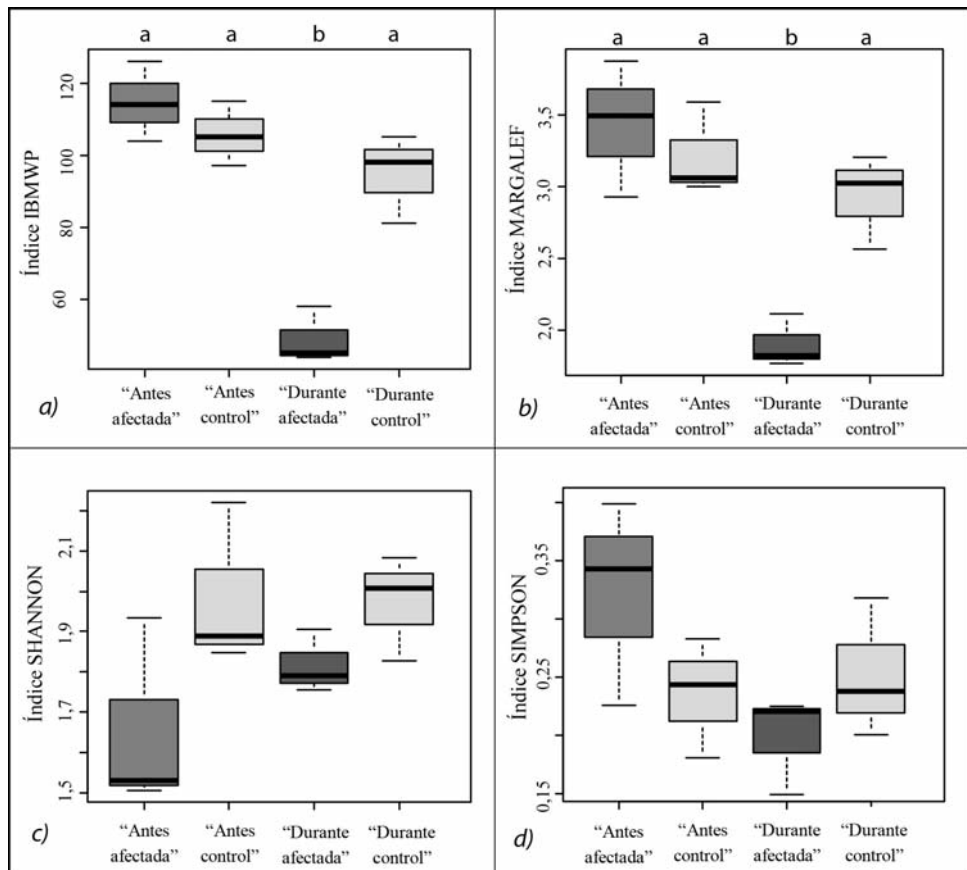 a a b a
Índice IBMWP
120
100
80
60
“Antes afectada” “Antes control” “Durante afectada” “Durante control”
a)
a a b a
Índice MARGALEF
3,5
3,0
2,5
2,0
“Antes afectada” “Antes control” “Durante afectada” “Durante control”
b)
Índice SHANNON
2,1
1,9
1,7
1,5
“Antes afectada” “Antes control” “Durante afectada” “Durante control”
c)
Índice SIMPSON
0,35
0,25
0,15
“Antes afectada” “Antes control” “Durante afectada” “Durante control”
d)